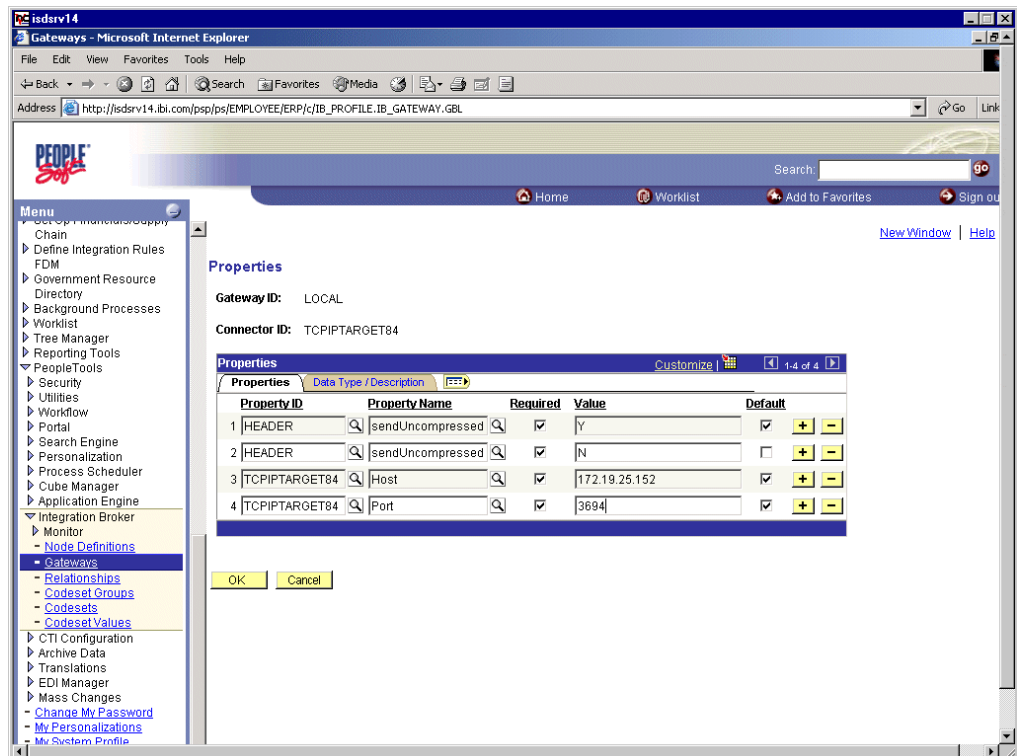 isdsrv14
Gateways - Microsoft Internet Explorer
File Edit View Favorites Tools Help
Back Search Favorites Media
Address http://isdsrv14.ibi.com/psp/ps/EMPLOYEE/ERP/c/IB_PROFILE.IB_GATEWAY.GBL Go Link
PEOPLE Soft
Search: go
Home Worklist Add to Favorites Sign ou
Menu
Set Up Financials/Supply
Chain
Define Integration Rules
FDM
Government Resource
Directory
Background Processes
Worklist
Tree Manager
Reporting Tools
PeopleTools
Security
Utilities
Workflow
Portal
Search Engine
Personalization
Process Scheduler
Cube Manager
Application Engine
Integration Broker
Monitor
- Node Definitions
- Gateways
- Relationships
- Codeset Groups
- Codesets
- Codeset Values
CTI Configuration
Archive Data
Translations
EDI Manager
Mass Changes
- Change My Password
- My Personalizations
- My System Profile
New Window | Help
Properties
Gateway ID: LOCAL
Connector ID: TCPIPTARGET84
Properties Customize | 1-4 of 4
Properties Data Type / Description
Property ID Property Name Required Value Default
1 HEADER sendUncompressed Y + -
2 HEADER sendUncompressed N + -
3 TCPIPTARGET84 Host 172.19.25.152 + -
4 TCPIPTARGET84 Port 3694 + -
OK Cancel